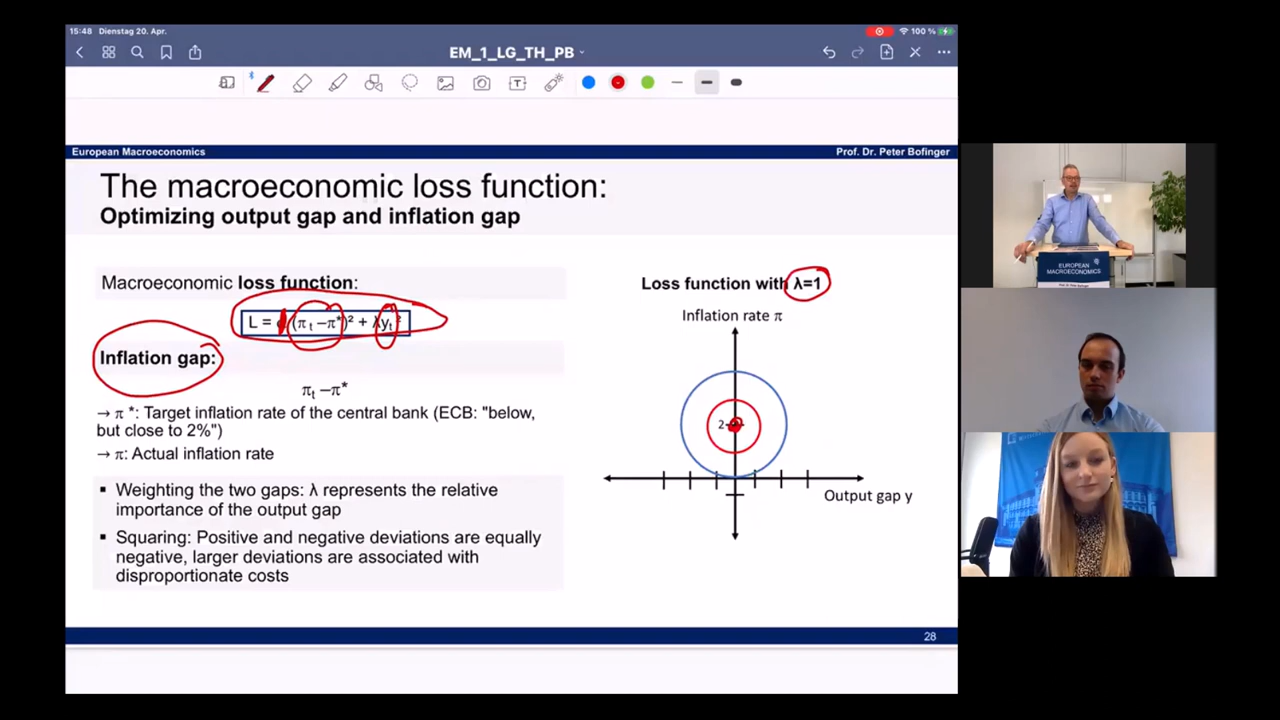 15:48 Dienstag 20. Apr.
100 %
EM_1_LG_TH_PB
European Macroeconomics
Prof. Dr. Peter Bofinger
The macroeconomic loss function:
Optimizing output gap and inflation gap
Macroeconomic loss function:
L = (π t −π*)² + λyt²
Inflation gap:
πt −π*
→ π *: Target inflation rate of the central bank (ECB: "below,
but close to 2%")
→ π: Actual inflation rate
▪ Weighting the two gaps: λ represents the relative
importance of the output gap
▪ Squaring: Positive and negative deviations are equally
negative, larger deviations are associated with
disproportionate costs
Loss function with λ=1
Inflation rate π
2
Output gap y
28
EUROPEAN
MACROECONOMICS